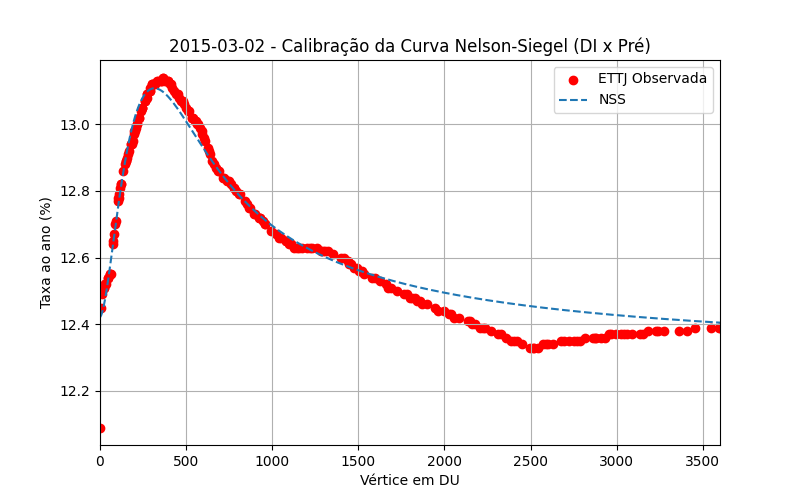 2015-03-02 - Calibração da Curva Nelson-Siegel (DI x Pré)
ETTJ Observada
NSS
Taxa ao ano (%)
13.0
12.8
12.6
12.4
12.2
0 500 1000 1500 2000 2500 3000 3500
Vértice em DU